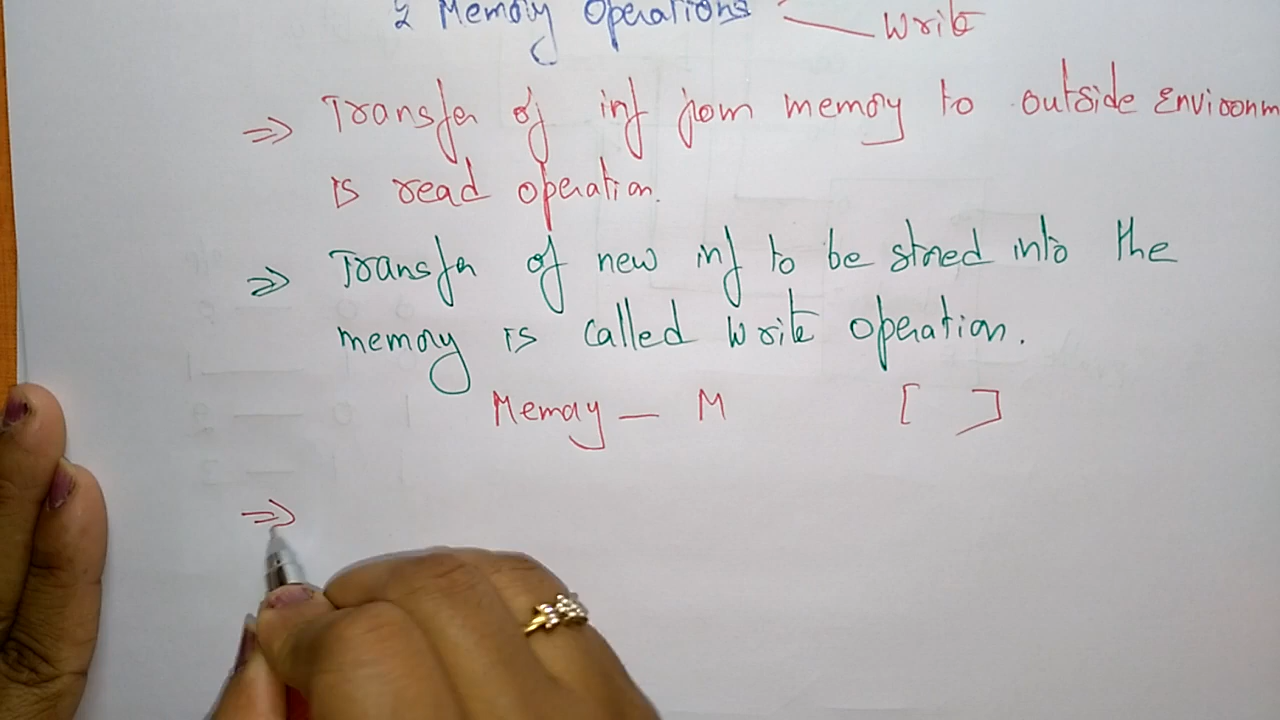 2 Memory Operations
Write
⇒ Transfer of inf from memory to outside Environm
is read operation.
⇒ Transfer of new inf to be stored into the
memory is called write operation.
Memory - M [ ]
⇒